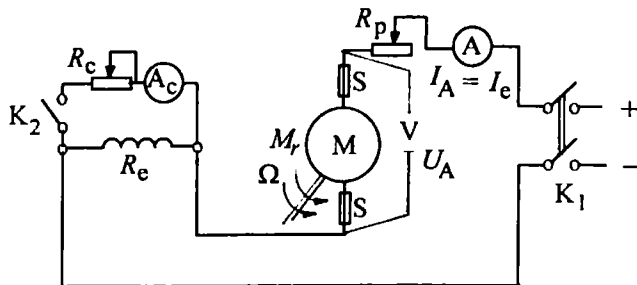 R_p
A
I_A = I_e
R_c
A_c
K_2
S
R_e
M_r
M
V
U_A
Ω
S
+
−
K_1